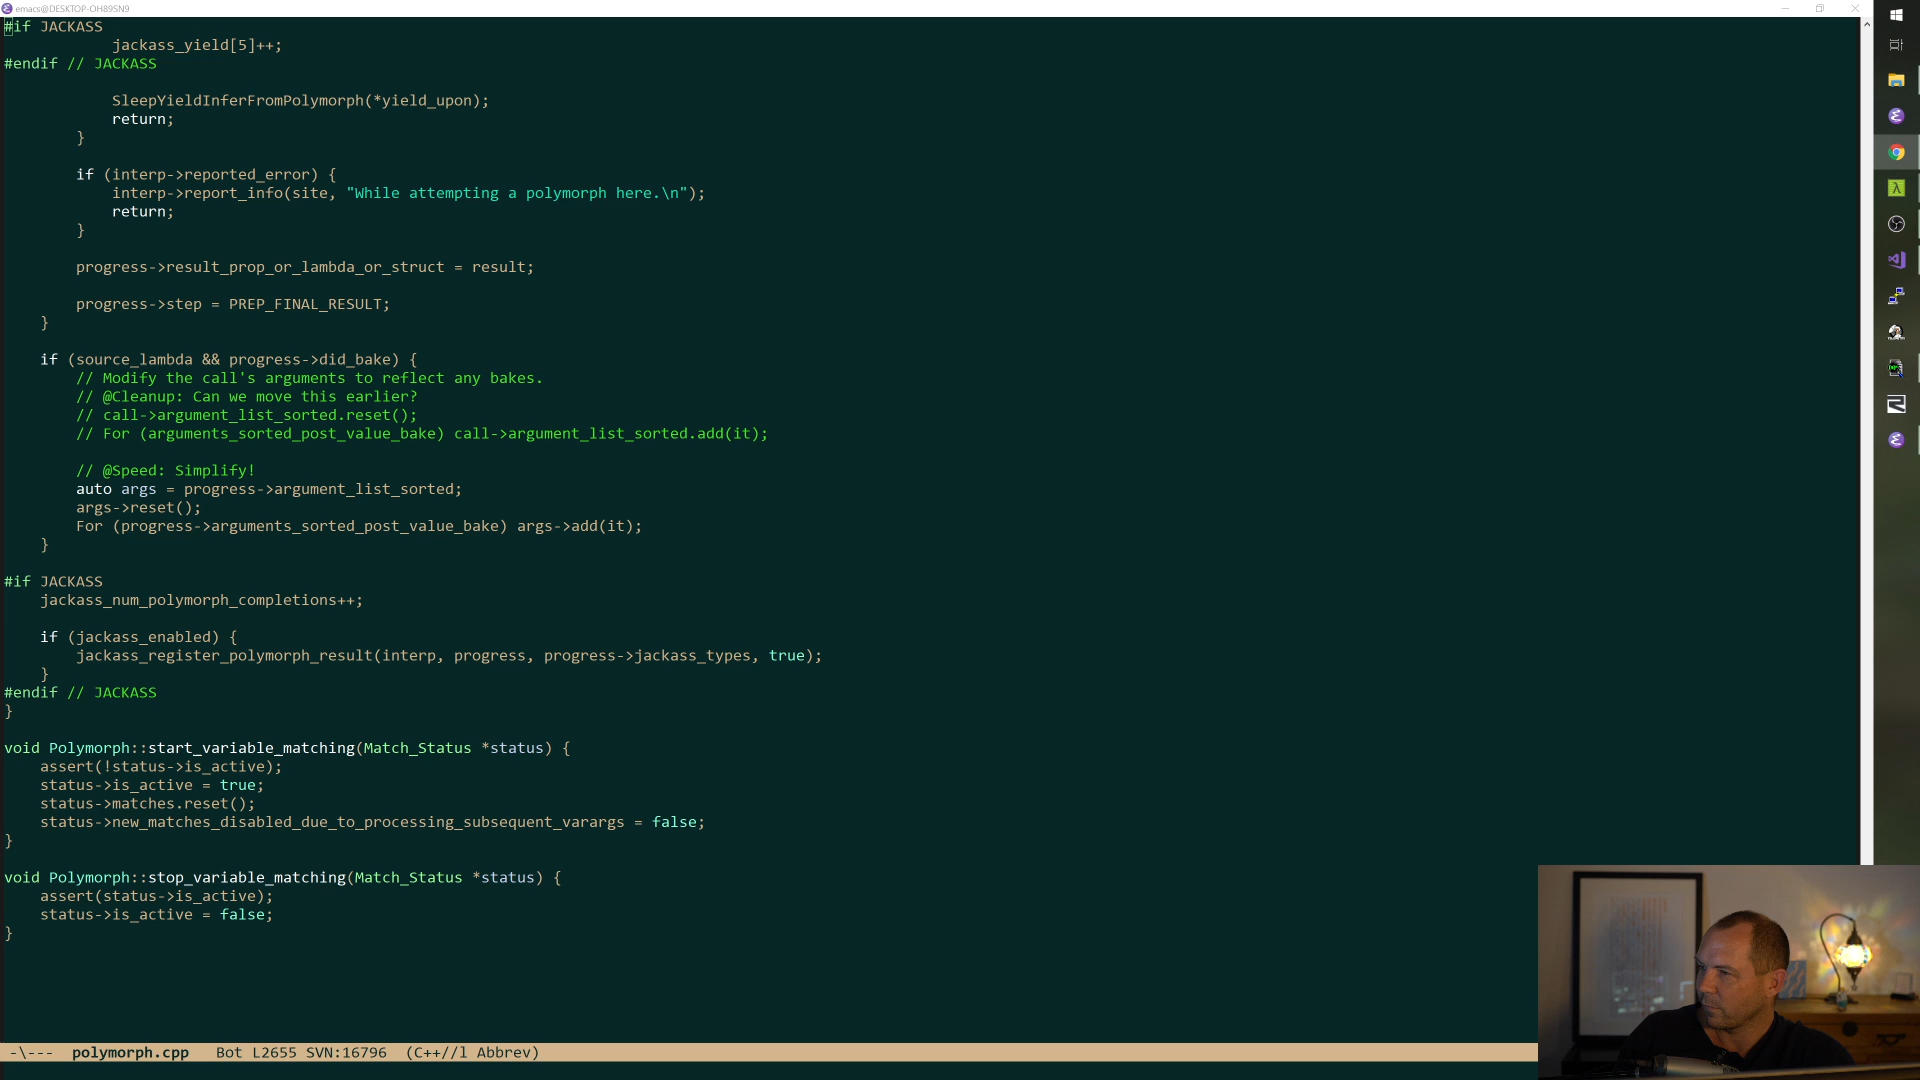 emacs@DESKTOP-OH89SN9
#if JACKASS
            jackass_yield[5]++;
#endif // JACKASS
            SleepYieldInferFromPolymorph(*yield_upon);
            return;
        }
        if (interp->reported_error) {
            interp->report_info(site, "While attempting a polymorph here.\n");
            return;
        }
        progress->result_prop_or_lambda_or_struct = result;
        progress->step = PREP_FINAL_RESULT;
    }
    if (source_lambda && progress->did_bake) {
        // Modify the call's arguments to reflect any bakes.
        // @Cleanup: Can we move this earlier?
        // call->argument_list_sorted.reset();
        // For (arguments_sorted_post_value_bake) call->argument_list_sorted.add(it);
        // @Speed: Simplify!
        auto args = progress->argument_list_sorted;
        args->reset();
        For (progress->arguments_sorted_post_value_bake) args->add(it);
    }
#if JACKASS
    jackass_num_polymorph_completions++;
    if (jackass_enabled) {
        jackass_register_polymorph_result(interp, progress, progress->jackass_types, true);
    }
#endif // JACKASS
}
void Polymorph::start_variable_matching(Match_Status *status) {
    assert(!status->is_active);
    status->is_active = true;
    status->matches.reset();
    status->new_matches_disabled_due_to_processing_subsequent_varargs = false;
}
void Polymorph::stop_variable_matching(Match_Status *status) {
    assert(status->is_active);
    status->is_active = false;
}
-\---  polymorph.cpp   Bot L2655 SVN:16796  (C++//l Abbrev)